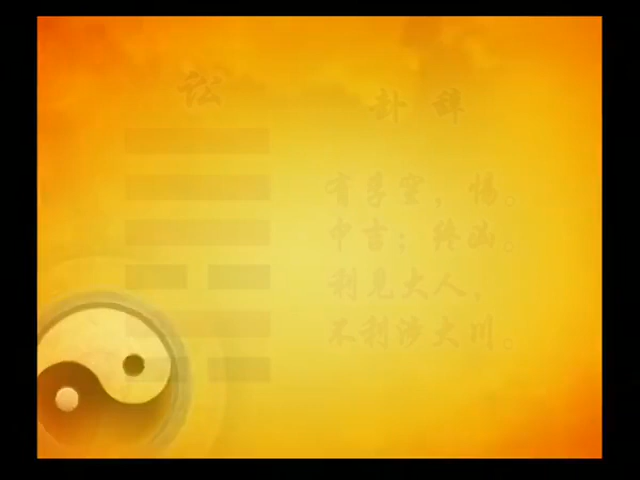 讼
卦辞
有孚窒，惕。
中吉；终凶。
利见大人，
不利涉大川。